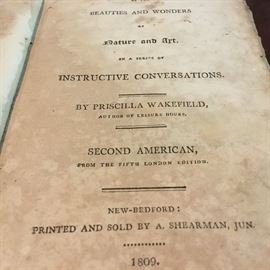 BEAUTIES AND WONDERS
OF
Nature and Art,
IN A SERIES OF
INSTRUCTIVE CONVERSATIONS.
BY PRISCILLA WAKEFIELD,
AUTHOR OF LEISURE HOURS.
SECOND AMERICAN,
FROM THE FIFTH LONDON EDITION.
NEW-BEDFORD:
PRINTED AND SOLD BY A. SHEARMAN, JUN.
1809.